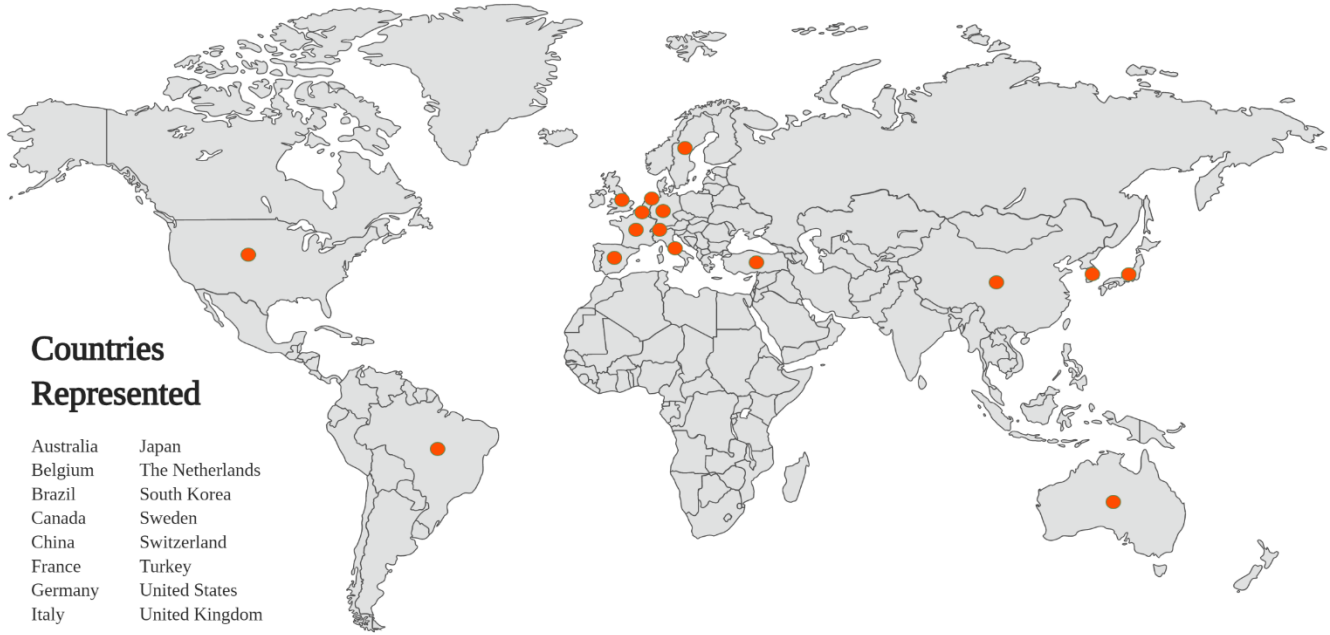 Countries
Represented
Australia
Belgium
Brazil
Canada
China
France
Germany
Italy
Japan
The Netherlands
South Korea
Sweden
Switzerland
Turkey
United States
United Kingdom